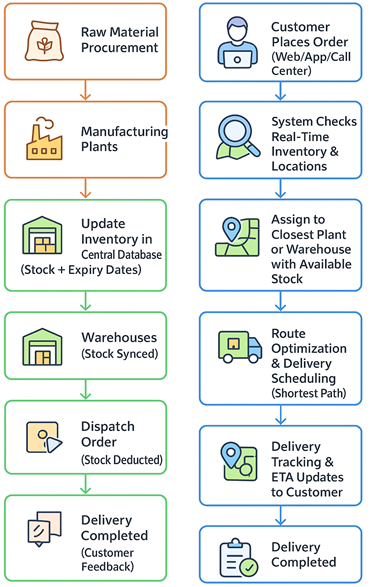 Raw Material
Procurement
Manufacturing
Plants
Update
Inventory in
Central Database
(Stock + Expiry Dates)
Warehouses
(Stock Synced)
Dispatch
Order
(Stock Deducted)
Delivery
Completed
(Customer
Feedback)
Customer
Places Order
(Web/App/Call
Center)
System Checks
Real-Time
Inventory &
Locations
Assign to
Closest Plant
or Warehouse
with Available
Stock
Route
Optimization
& Delivery
Scheduling
(Shortest Path)
Delivery
Tracking &
ETA Updates
to Customer
Delivery
Completed